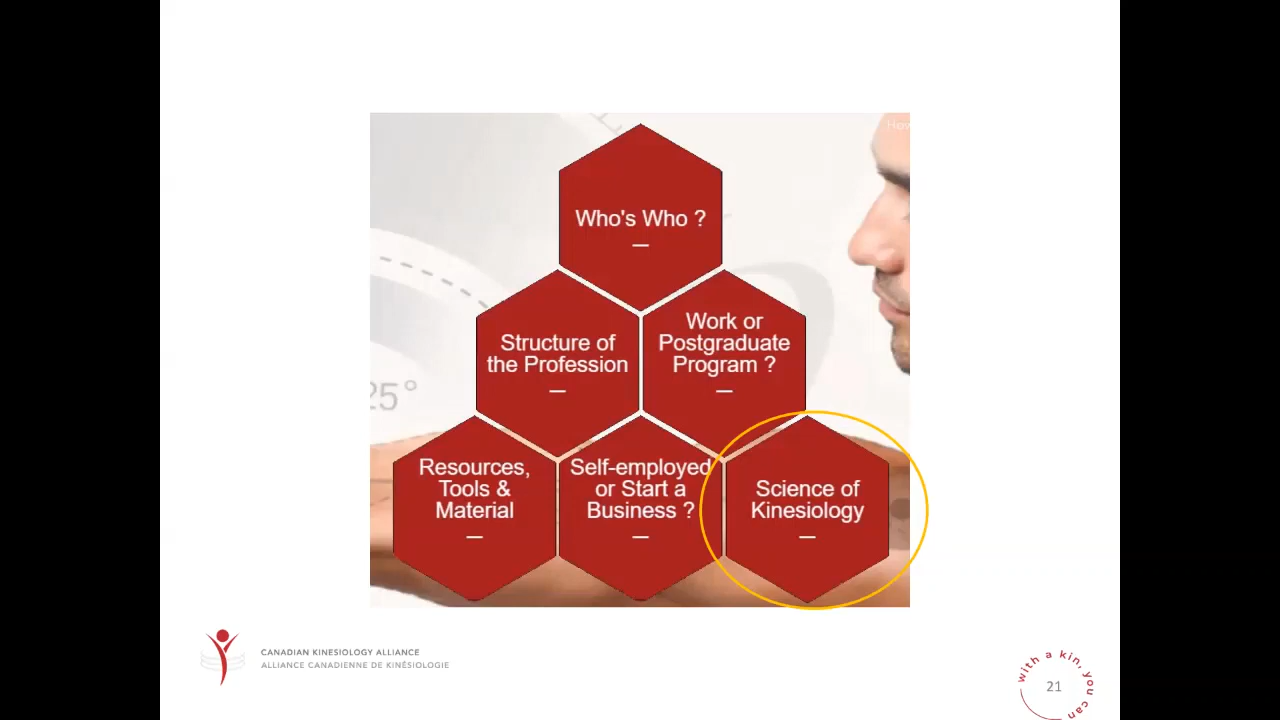 How
Who's Who ?
Structure of
the Profession
Work or
Postgraduate
Program ?
Resources,
Tools &
Material
Self-employed
or Start a
Business ?
Science of
Kinesiology
25°
CANADIAN KINESIOLOGY ALLIANCE
ALLIANCE CANADIENNE DE KINÉSIOLOGIE
with a kin, you can
21